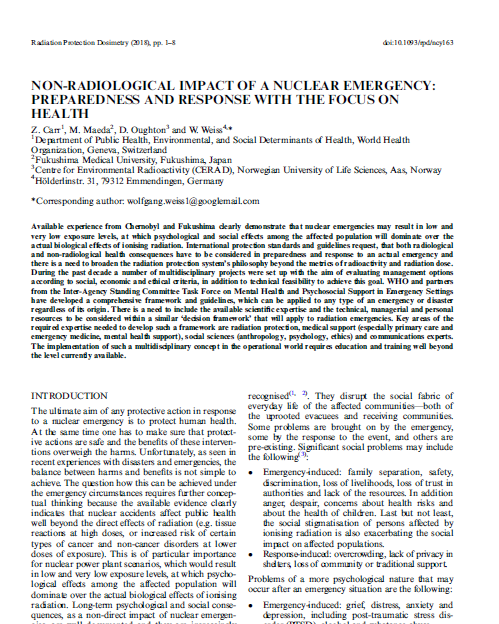 Radiation Protection Dosimetry (2018), pp. 1–8
doi:10.1093/rpd/ncy163
NON-RADIOLOGICAL IMPACT OF A NUCLEAR EMERGENCY:
PREPAREDNESS AND RESPONSE WITH THE FOCUS ON
HEALTH
Z. Carr1, M. Maeda2, D. Oughton3 and W. Weiss4,*
1Department of Public Health, Environmental, and Social Determinants of Health, World Health
Organization, Geneva, Switzerland
2Fukushima Medical University, Fukushima, Japan
3Centre for Environmental Radioactivity (CERAD), Norwegian University of Life Sciences, Aas, Norway
4Hölderlinstr. 31, 79312 Emmendingen, Germany
*Corresponding author: wolfgang.weiss1@googlemail.com
Available experience from Chernobyl and Fukushima clearly demonstrate that nuclear emergencies may result in low and
very low exposure levels, at which psychological and social effects among the affected population will dominate over the
actual biological effects of ionising radiation. International protection standards and guidelines request, that both radiological
and non-radiological health consequences have to be considered in preparedness and response to an actual emergency and
there is a need to broaden the radiation protection system's philosophy beyond the metrics of radioactivity and radiation dose.
During the past decade a number of multidisciplinary projects were set up with the aim of evaluating management options
according to social, economic and ethical criteria, in addition to technical feasibility to achieve this goal. WHO and partners
from the Inter-Agency Standing Committee Task Force on Mental Health and Psychosocial Support in Emergency Settings
have developed a comprehensive framework and guidelines, which can be applied to any type of an emergency or disaster
regardless of its origin. There is a need to include the available scientific expertise and the technical, managerial and personal
resources to be considered within a similar 'decision framework' that will apply to radiation emergencies. Key areas of the
required expertise needed to develop such a framework are radiation protection, medical support (especially primary care and
emergency medicine, mental health support), social sciences (anthropology, psychology, ethics) and communications experts.
The implementation of such a multidisciplinary concept in the operational world requires education and training well beyond
the level currently available.
INTRODUCTION
The ultimate aim of any protective action in response
to a nuclear emergency is to protect human health.
At the same time one has to make sure that protect-
ive actions are safe and the benefits of these interven-
tions overweigh the harms. Unfortunately, as seen in
recent experiences with disasters and emergencies, the
balance between harms and benefits is not simple to
achieve. The question how this can be achieved under
the emergency circumstances requires further concep-
tual thinking because the available evidence clearly
indicates that nuclear accidents affect public health
well beyond the direct effects of radiation (e.g. tissue
reactions at high doses, or increased risk of certain
types of cancer and non-cancer disorders at lower
doses of exposure). This is of particular importance
for nuclear power plant scenarios, which would result
in low and very low exposure levels, at which psycho-
logical effects among the affected population will
dominate over the actual biological effects of ionising
radiation. Long-term psychological and social conse-
quences, as a non-direct impact of nuclear emergen-
recognised(1, 2). They disrupt the social fabric of
everyday life of the affected communities—both of
the uprooted evacuees and receiving communities.
Some problems are brought on by the emergency,
some by the response to the event, and others are
pre-existing. Significant social problems may include
the following(3):
• Emergency-induced: family separation, safety,
discrimination, loss of livelihoods, loss of trust in
authorities and lack of the resources. In addition
anger, despair, concerns about health risks and
about the health of children. Last but not least,
the social stigmatisation of persons affected by
ionising radiation is also exacerbating the social
impact on affected populations.
• Response-induced: overcrowding, lack of privacy in
shelters, loss of community or traditional support.
Problems of a more psychological nature that may
occur after an emergency situation are the following:
• Emergency-induced: grief, distress, anxiety and
depression, including post-traumatic stress dis-